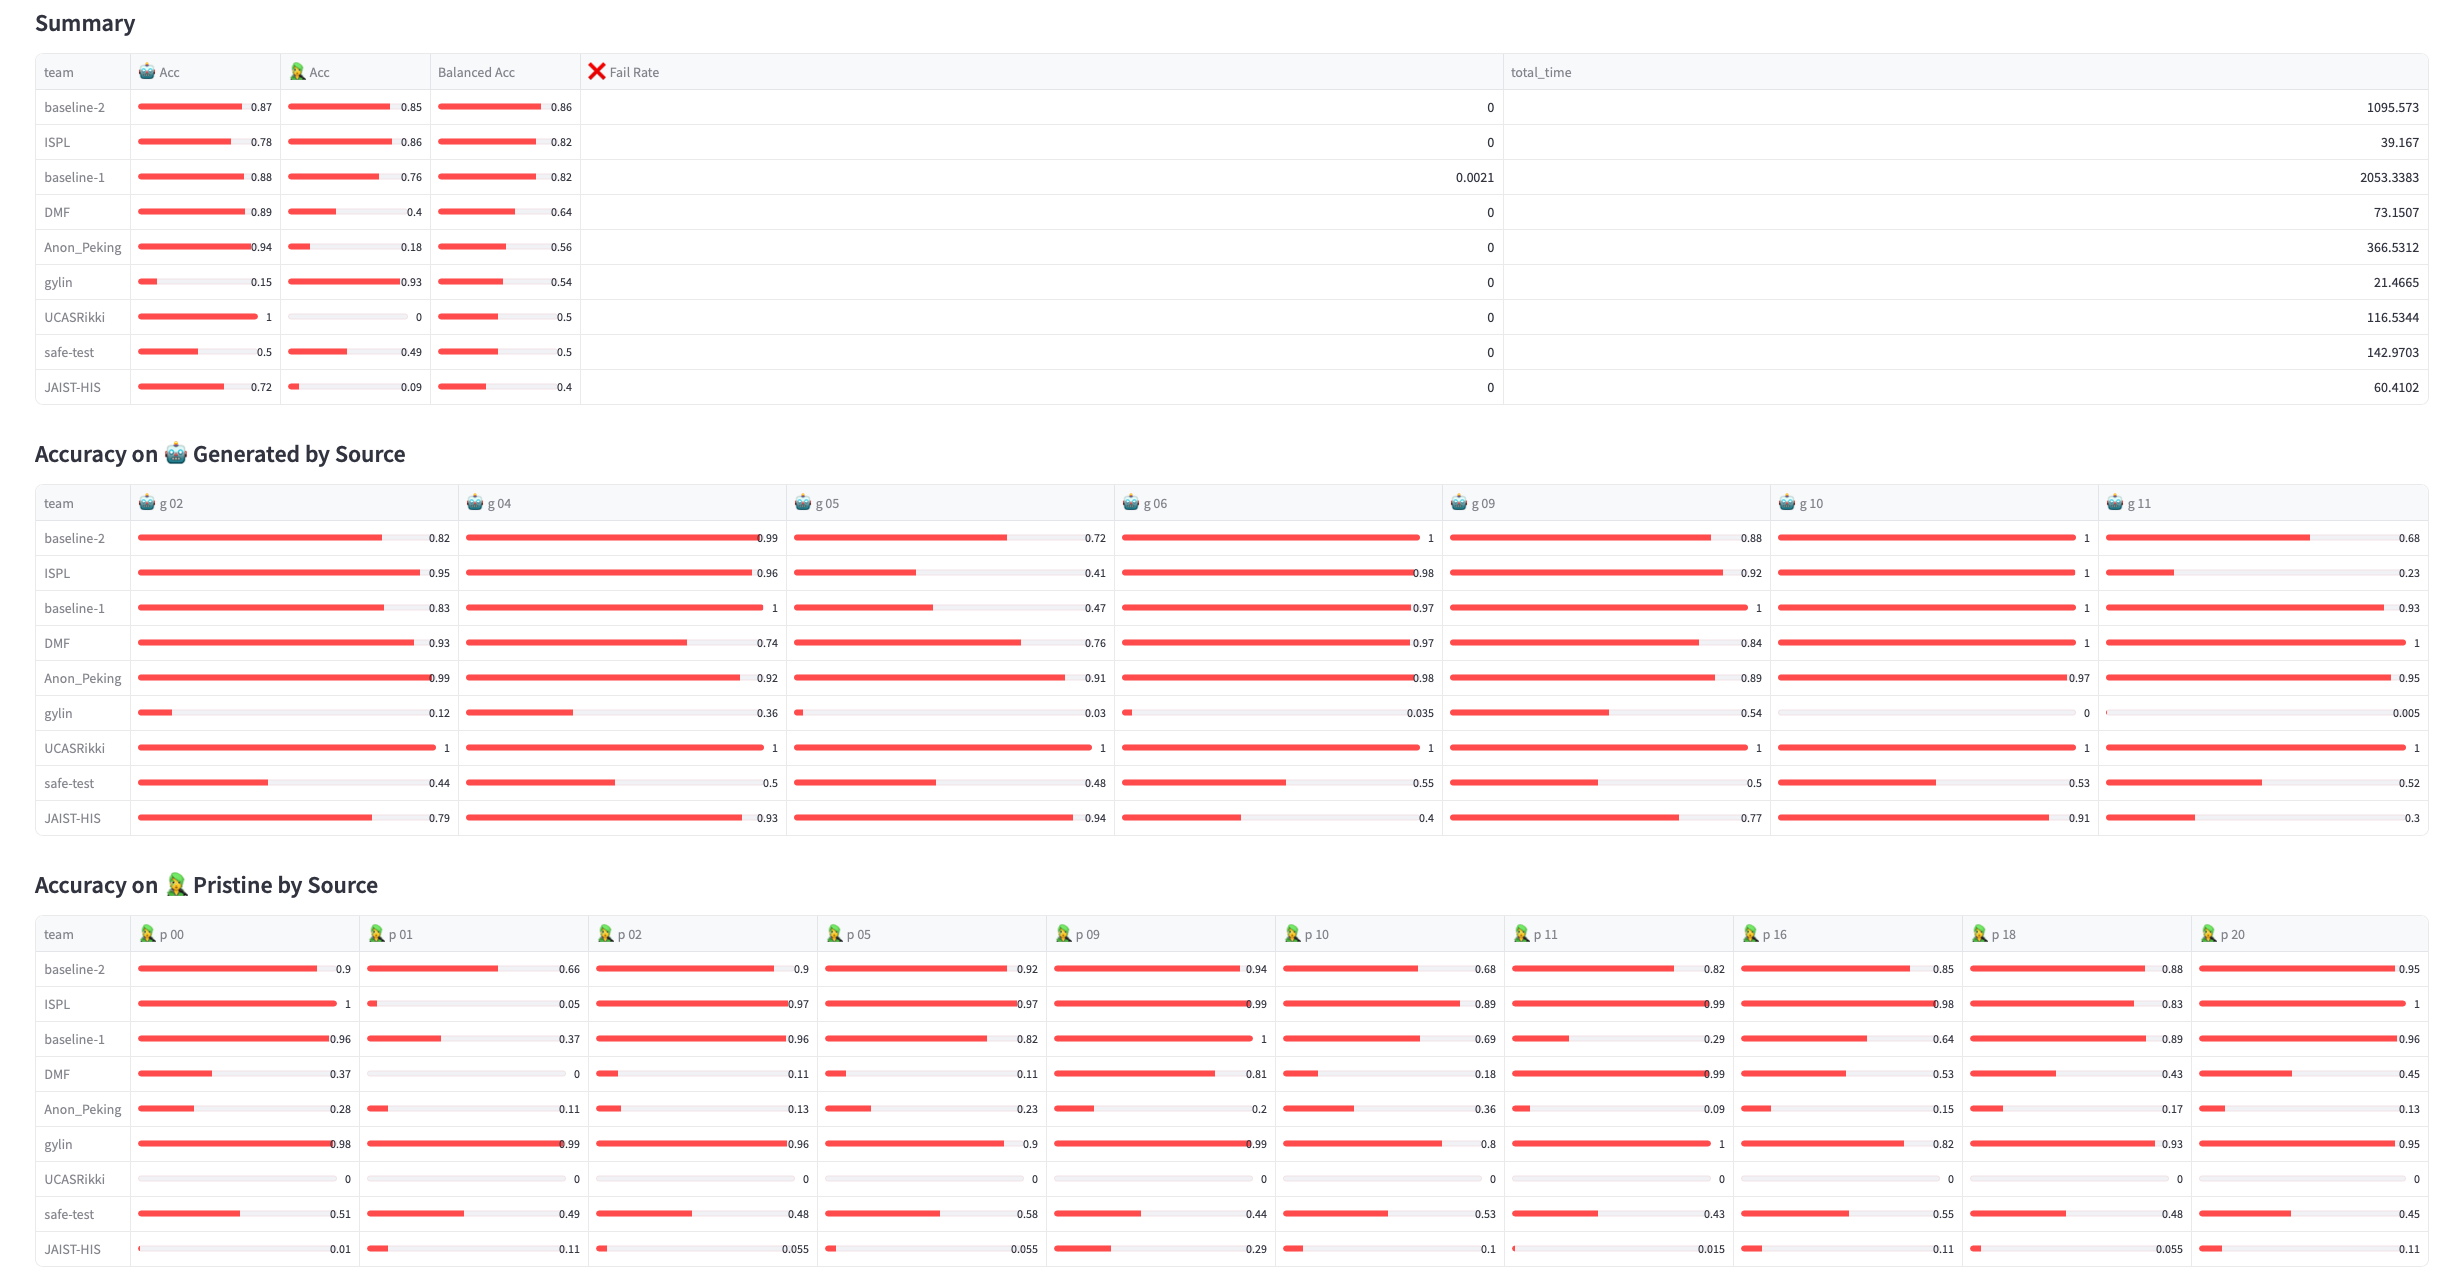 Summary
team 🤖 Acc 🧝‍♂️ Acc Balanced Acc ❌ Fail Rate total_time
baseline-2 0.87 0.85 0.86 0 1095.573
ISPL 0.78 0.86 0.82 0 39.167
baseline-1 0.88 0.76 0.82 0.0021 2053.3383
DMF 0.89 0.4 0.64 0 73.1507
Anon_Peking 0.94 0.18 0.56 0 366.5312
gylin 0.15 0.93 0.54 0 21.4665
UCASRikki 1 0 0.5 0 116.5344
safe-test 0.5 0.49 0.5 0 142.9703
JAIST-HIS 0.72 0.09 0.4 0 60.4102
Accuracy on 🤖 Generated by Source
team 🤖 g 02 🤖 g 04 🤖 g 05 🤖 g 06 🤖 g 09 🤖 g 10 🤖 g 11
baseline-2 0.82 0.99 0.72 1 0.88 1 0.68
ISPL 0.95 0.96 0.41 0.98 0.92 1 0.23
baseline-1 0.83 1 0.47 0.97 1 1 0.93
DMF 0.93 0.74 0.76 0.97 0.84 1 1
Anon_Peking 0.99 0.92 0.91 0.98 0.89 0.97 0.95
gylin 0.12 0.36 0.03 0.035 0.54 0 0.005
UCASRikki 1 1 1 1 1 1 1
safe-test 0.44 0.5 0.48 0.55 0.5 0.53 0.52
JAIST-HIS 0.79 0.93 0.94 0.4 0.77 0.91 0.3
Accuracy on 🧝‍♂️ Pristine by Source
team 🧝‍♂️ p 00 🧝‍♂️ p 01 🧝‍♂️ p 02 🧝‍♂️ p 05 🧝‍♂️ p 09 🧝‍♂️ p 10 🧝‍♂️ p 11 🧝‍♂️ p 16 🧝‍♂️ p 18 🧝‍♂️ p 20
baseline-2 0.9 0.66 0.9 0.92 0.94 0.68 0.82 0.85 0.88 0.95
ISPL 1 0.05 0.97 0.97 0.99 0.89 0.99 0.98 0.83 1
baseline-1 0.96 0.37 0.96 0.82 1 0.69 0.29 0.64 0.89 0.96
DMF 0.37 0 0.11 0.11 0.81 0.18 0.99 0.53 0.43 0.45
Anon_Peking 0.28 0.11 0.13 0.23 0.2 0.36 0.09 0.15 0.17 0.13
gylin 0.98 0.99 0.96 0.9 0.99 0.8 1 0.82 0.93 0.95
UCASRikki 0 0 0 0 0 0 0 0 0 0
safe-test 0.51 0.49 0.48 0.58 0.44 0.53 0.43 0.55 0.48 0.45
JAIST-HIS 0.01 0.11 0.055 0.055 0.29 0.1 0.015 0.11 0.055 0.11